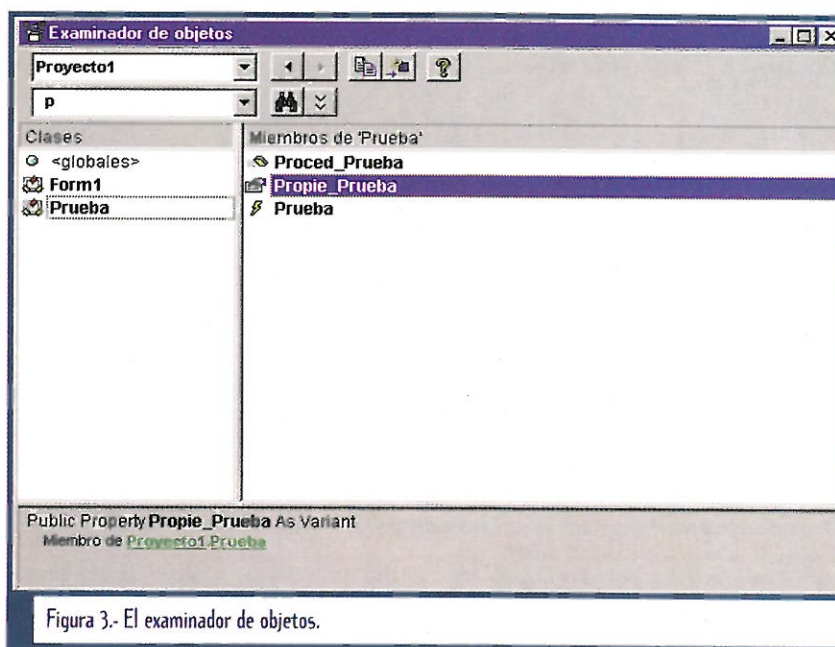 Examinador de objetos
Proyecto1
p
Clases
Miembros de 'Prueba'
<globales>
Form1
Prueba
Proced_Prueba
Propie_Prueba
Prueba
Public Property Propie_Prueba As Variant
Miembro de Proyecto1.Prueba
Figura 3.- El examinador de objetos.